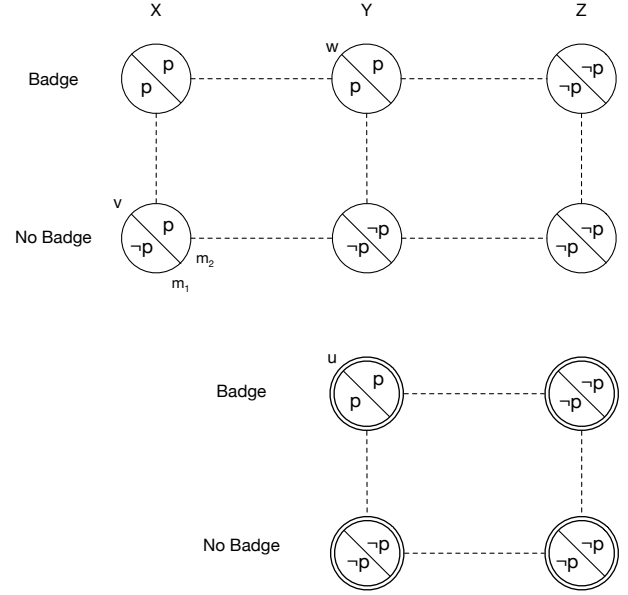 X Y Z
w
Badge p p p p ¬p ¬p
v
No Badge p ¬p ¬p ¬p ¬p ¬p
m₂
m₁
u
Badge p p ¬p ¬p
No Badge ¬p ¬p ¬p ¬p